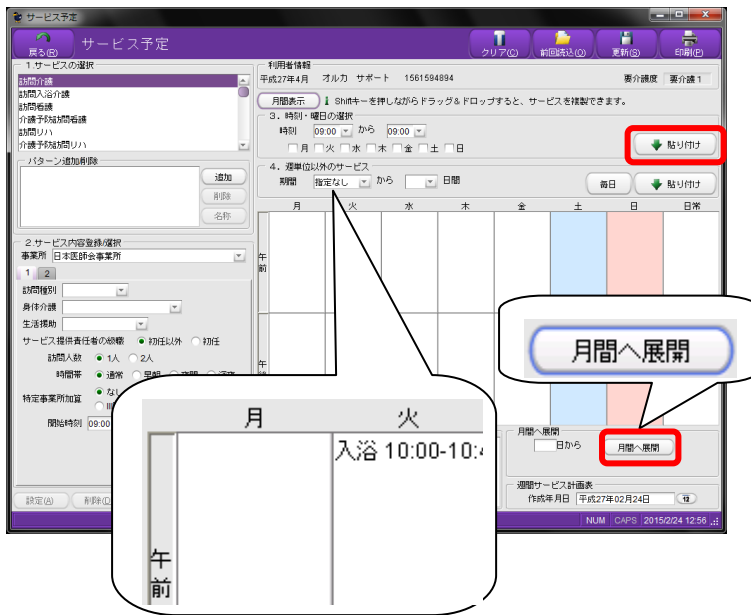 サービス予定
戻る(R)
サービス予定
クリア(C)
前回読込(O)
更新(S)
印刷(P)
1.サービスの選択
訪問介護
訪問入浴介護
訪問看護
介護予防訪問看護
訪問リハ
介護予防訪問リハ
パターン追加削除
追加
削除
名称
2.サービス内容登録/選択
事業所 日本医師会事業所
1 2
訪問種別
身体介護
生活援助
サービス提供責任者の経験 初任以外 初任
訪問人数 1人 2人
時間帯 通常 早朝 夜間 深夜
特定事業所加算 なし
開始時刻 09:00
設定(A)
利用者情報
平成27年4月 オルカ サポート 1561594894 要介護度 要介護1
月間表示 Shiftキーを押しながらドラッグ&ドロップすると、サービスを複製できます。
3. 時刻・曜日の選択
時刻 09:00 から 09:00
月 火 水 木 金 土 日
貼り付け
4. 週単位以外のサービス
期間 指定なし から 日間
毎日 貼り付け
月 火 水 木 金 土 日 日常
午前
午後
月間へ展開
月 火
入浴 10:00-10:4
午前
月間へ展開
日から 月間へ展開
週間サービス計画表
作成年月日 平成27年02月24日
NUM CAPS 2015/2/24 12:56